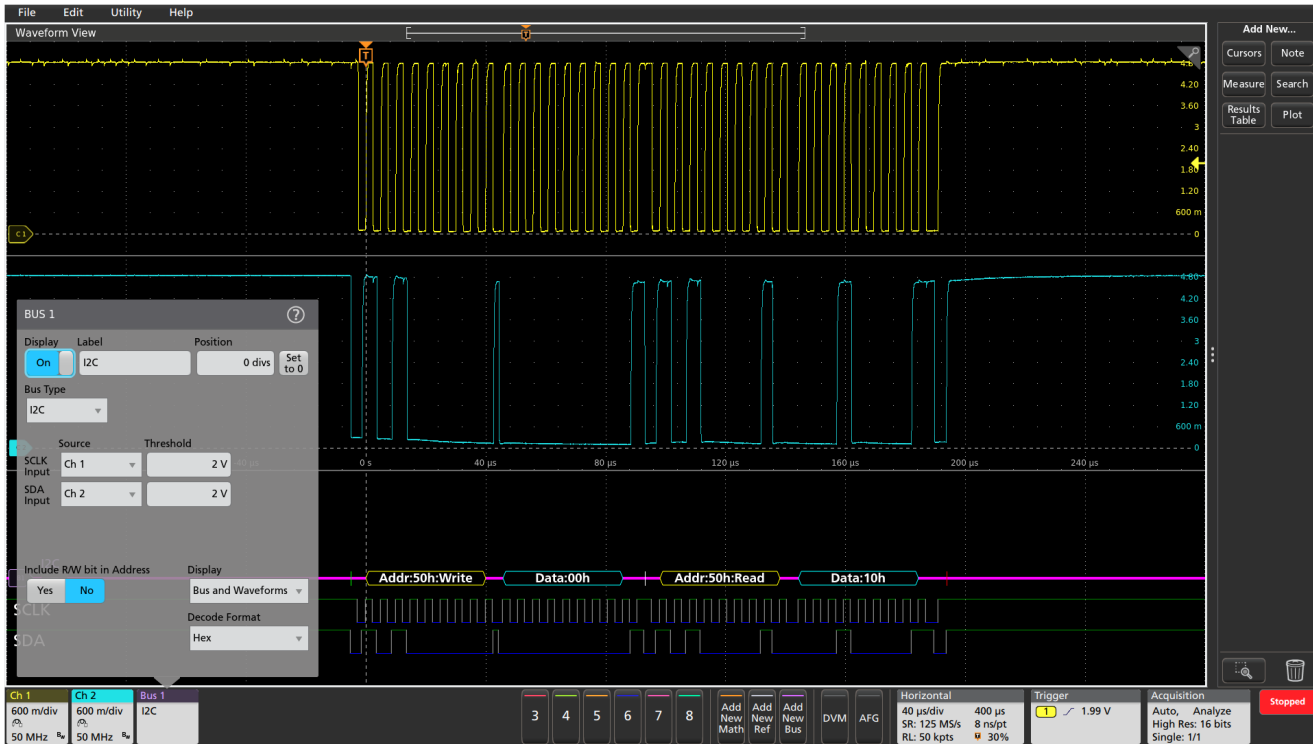 File Edit Utility Help
Waveform View
Add New...
Cursors Note
Measure Search
Results Table Plot
T
T
4.20
3.60
3
2.40
1.80
1.20
600 m
0
C1
4.80
4.20
3.60
3
2.40
1.80
1.20
600 m
0
0 s 40 µs 80 µs 120 µs 160 µs 200 µs 240 µs
BUS 1 ?
Display Label Position
On I2C 0 divs Set to 0
Bus Type
I2C
Source Threshold
SCLK Input Ch 1 2 V
SDA Input Ch 2 2 V
Include R/W bit in Address Display
Yes No Bus and Waveforms
Decode Format
Hex
Addr:50h:Write Data:00h Addr:50h:Read Data:10h
SCLK
SDA
Ch 1
600 m/div
50 MHz Bw
Ch 2
600 m/div
50 MHz Bw
Bus 1
I2C
3 4 5 6 7 8
Add New Math
Add New Ref
Add New Bus
DVM AFG
Horizontal
40 µs/div 400 µs
SR: 125 MS/s 8 ns/pt
RL: 50 kpts T 30%
Trigger
1 1.99 V
Acquisition
Auto, Analyze
High Res: 16 bits
Single: 1/1
Stopped